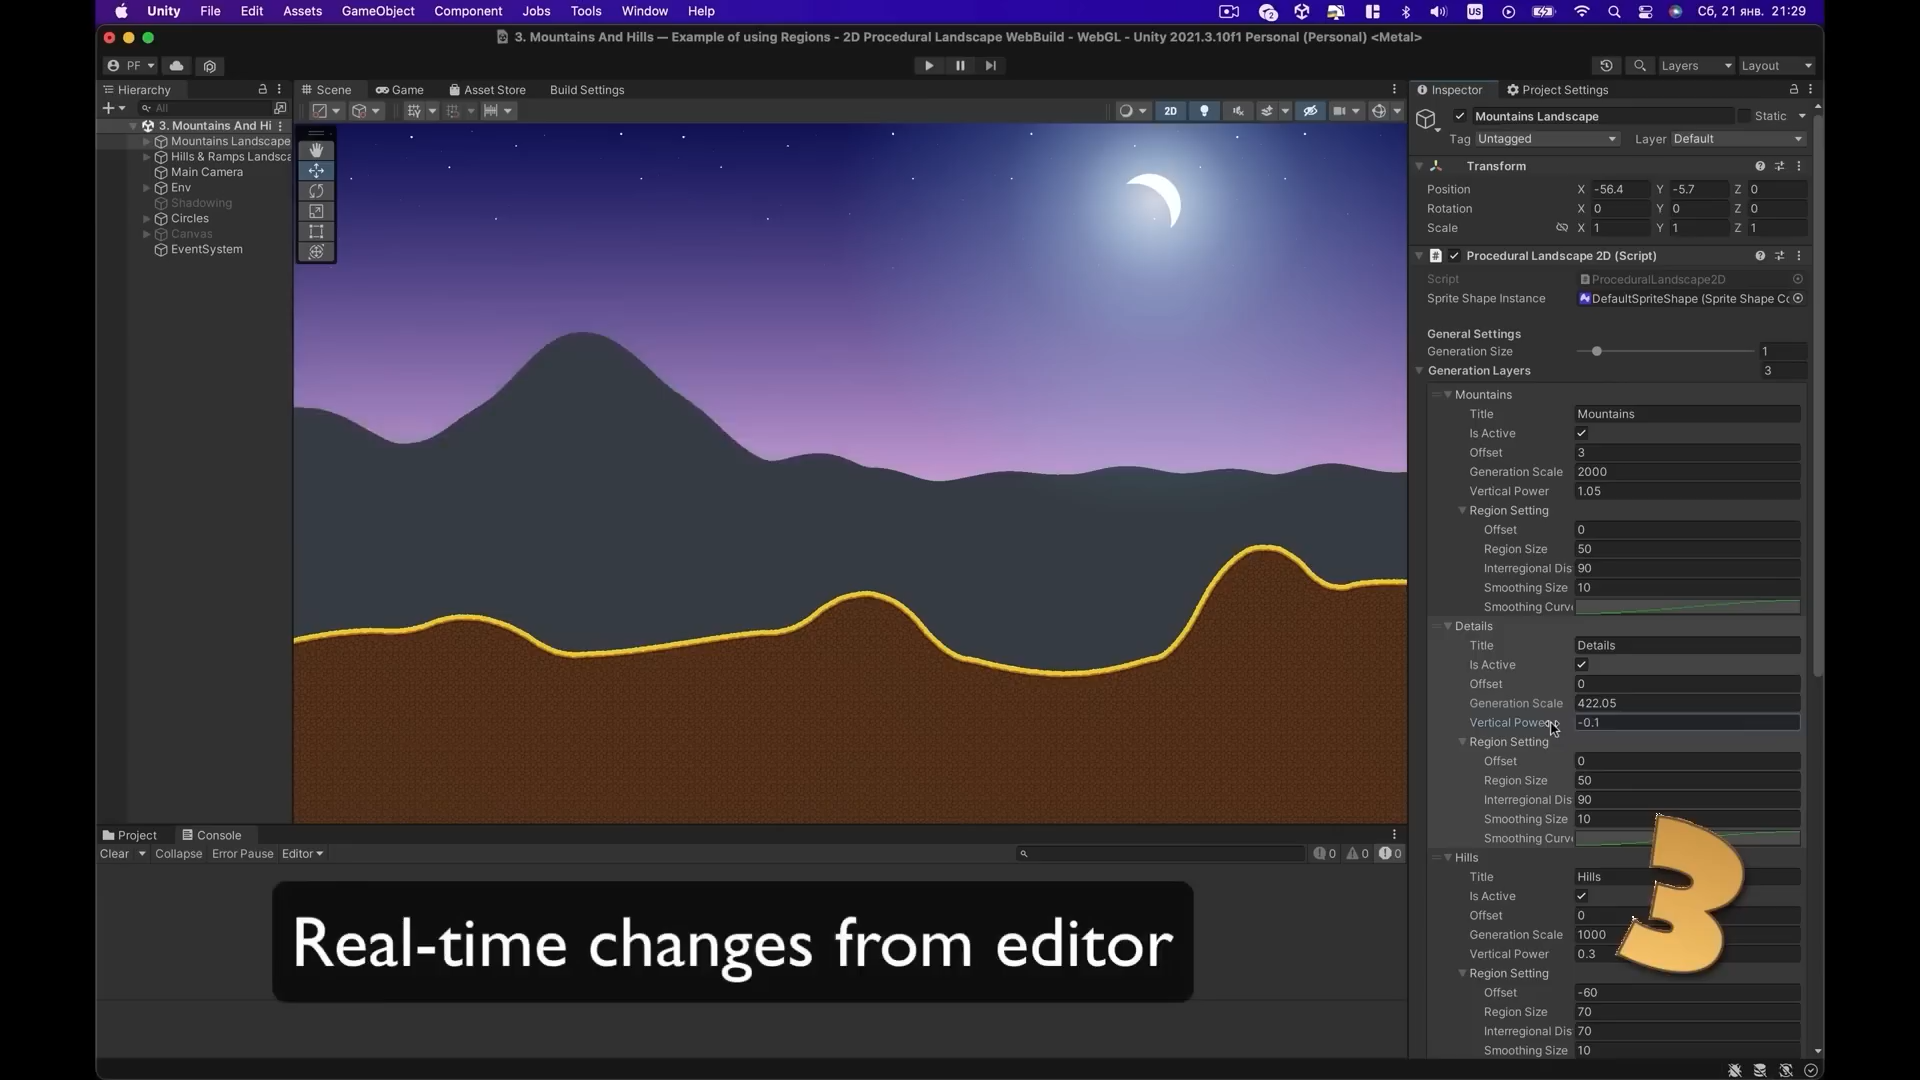 Unity File Edit Assets GameObject Component Jobs Tools Window Help 2 US Сб, 21 янв. 21:29
3. Mountains And Hills — Example of using Regions - 2D Procedural Landscape WebBuild - WebGL - Unity 2021.3.10f1 Personal (Personal) <Metal>
PF Layers Layout
Hierarchy Scene Game Asset Store Build Settings Inspector Project Settings
All 2D
3. Mountains And Hi
Mountains Landscape
Hills & Ramps Landsca
Main Camera
Env
Shadowing
Circles
Canvas
EventSystem
Mountains Landscape Static
Tag Untagged Layer Default
Transform
Position X -56.4 Y -5.7 Z 0
Rotation X 0 Y 0 Z 0
Scale X 1 Y 1 Z 1
Procedural Landscape 2D (Script)
Script ProceduralLandscape2D
Sprite Shape Instance DefaultSpriteShape (Sprite Shape Co
General Settings
Generation Size 1
Generation Layers 3
Mountains
Title Mountains
Is Active
Offset 3
Generation Scale 2000
Vertical Power 1.05
Region Setting
Offset 0
Region Size 50
Interregional Dis 90
Smoothing Size 10
Smoothing Curv
Details
Title Details
Is Active
Offset 0
Generation Scale 422.05
Vertical Power -0.1
Region Setting
Offset 0
Region Size 50
Interregional Dis 90
Smoothing Size 10
Smoothing Curv
Hills
Title Hills
Is Active
Offset 0
Generation Scale 1000
Vertical Power 0.3
Region Setting
Offset -60
Region Size 70
Interregional Dis 70
Smoothing Size 10
Project Console
Clear Collapse Error Pause Editor 0 0 0
Real-time changes from editor
3